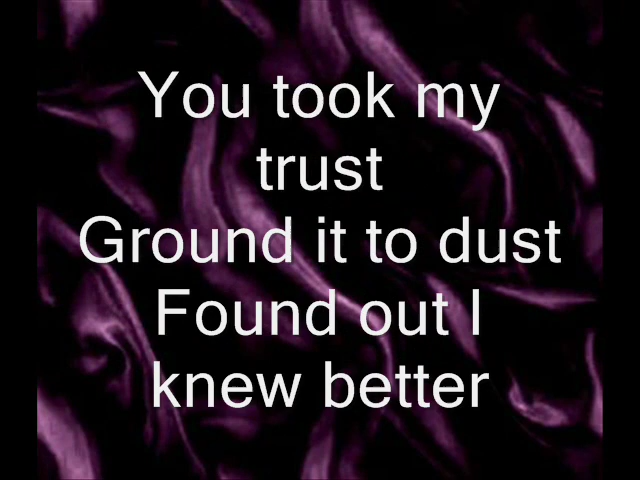 You took my
trust
Ground it to dust
Found out I
knew better